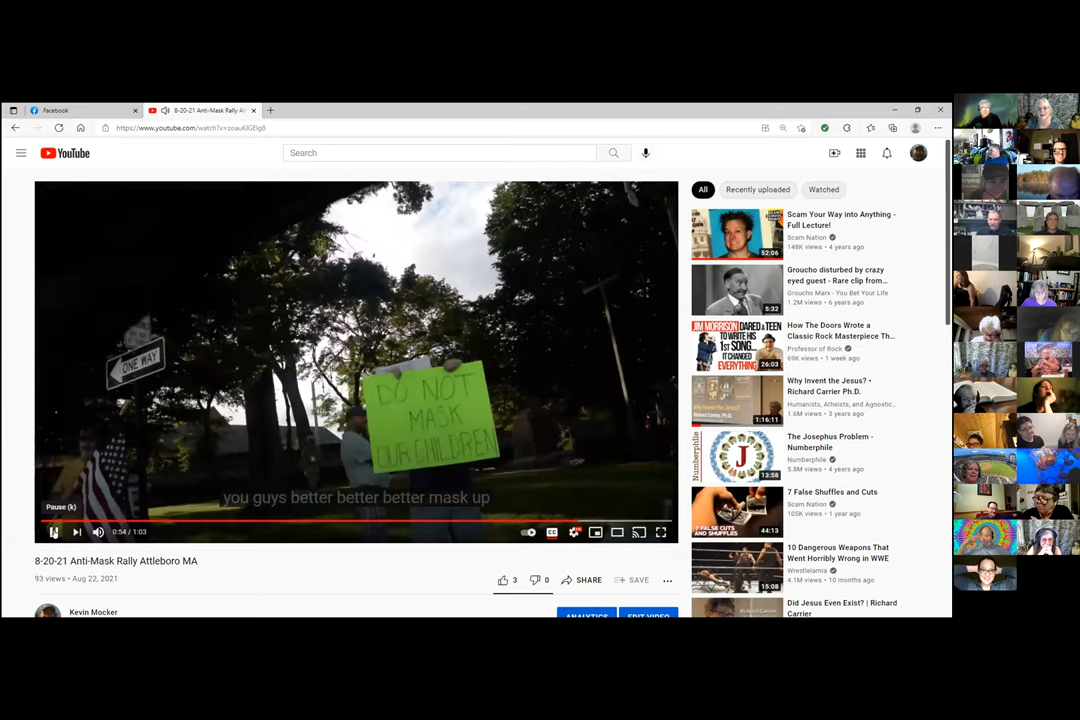 Facebook
8-20-21 Anti-Mask Rally Att
https://www.youtube.com/watch?v=zoauKIGEIg8
YouTube
Search
All
Recently uploaded
Watched
ONE WAY
DO NOT
MASK
OUR CHILDREN
you guys better better better mask up
Pause (k)
0:54 / 1:03
CC
8-20-21 Anti-Mask Rally Attleboro MA
93 views • Aug 22, 2021
3
0
SHARE
SAVE
Kevin Mocker
ANALYTICS
EDIT VIDEO
52:06
Scam Your Way into Anything -
Full Lecture!
Scam Nation
148K views • 4 years ago
5:32
Groucho disturbed by crazy
eyed guest - Rare clip from...
Groucho Marx - You Bet Your Life
1.2M views • 6 years ago
JIM MORRISON DARED A TEEN
TO WRITE HIS
1ST SONG...
IT CHANGED
EVERYTHING
26:03
How The Doors Wrote a
Classic Rock Masterpiece Th...
Professor of Rock
69K views • 1 week ago
Why Invent the Jesus?
1:16:11
Why Invent the Jesus? •
Richard Carrier Ph.D.
Humanists, Atheists, and Agnostic...
1.6M views • 3 years ago
Numberphile
J
13:58
The Josephus Problem -
Numberphile
Numberphile
5.8M views • 4 years ago
7 FALSE CUTS
AND SHUFFLES
44:13
7 False Shuffles and Cuts
Scam Nation
105K views • 1 year ago
15:08
10 Dangerous Weapons That
Went Horribly Wrong in WWE
Wrestlelamia
4.1M views • 10 months ago
Did Jesus Even Exist? | Richard
Carrier